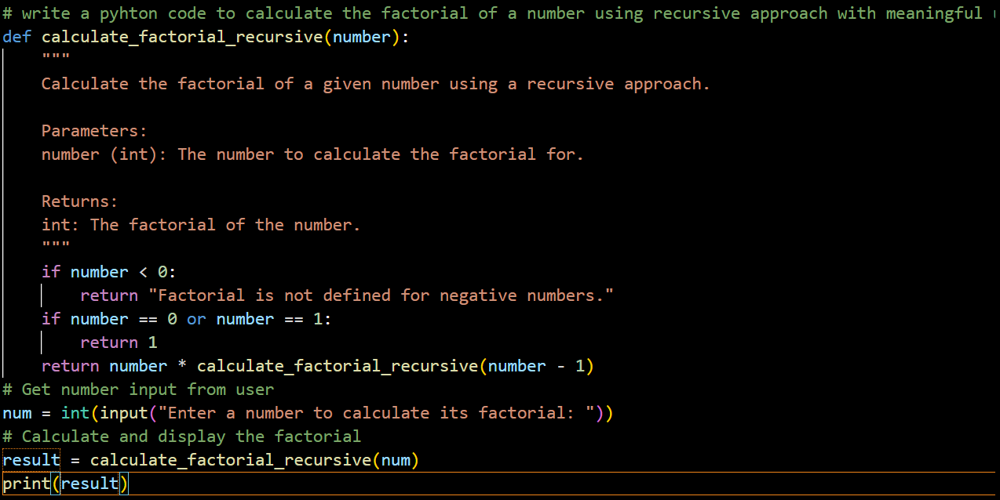 # write a pyhton code to calculate the factorial of a number using recursive approach with meaningful
def calculate_factorial_recursive(number):
    """
    Calculate the factorial of a given number using a recursive approach.

    Parameters:
    number (int): The number to calculate the factorial for.

    Returns:
    int: The factorial of the number.
    """
    if number < 0:
        return "Factorial is not defined for negative numbers."
    if number == 0 or number == 1:
        return 1
    return number * calculate_factorial_recursive(number - 1)
# Get number input from user
num = int(input("Enter a number to calculate its factorial: "))
# Calculate and display the factorial
result = calculate_factorial_recursive(num)
print(result)